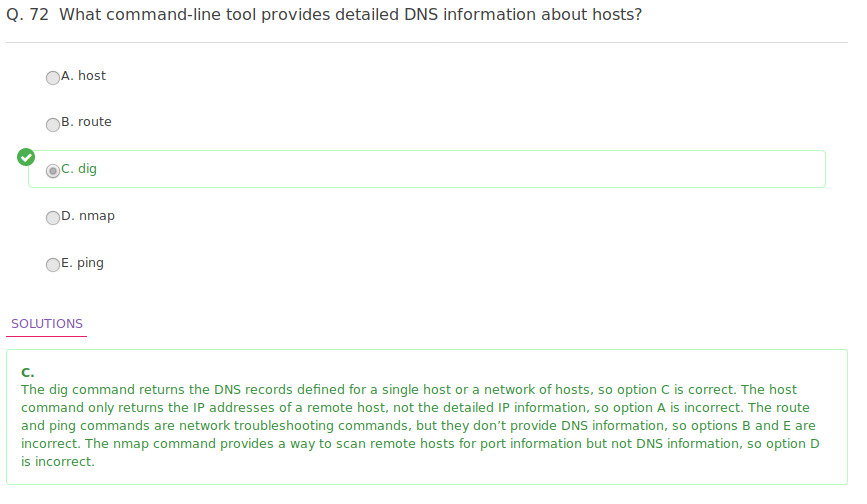 Q. 72  What command-line tool provides detailed DNS information about hosts?
A. host
B. route
C. dig
D. nmap
E. ping
SOLUTIONS
C.
The dig command returns the DNS records defined for a single host or a network of hosts, so option C is correct. The host
command only returns the IP addresses of a remote host, not the detailed IP information, so option A is incorrect. The route
and ping commands are network troubleshooting commands, but they don’t provide DNS information, so options B and E are
incorrect. The nmap command provides a way to scan remote hosts for port information but not DNS information, so option D
is incorrect.